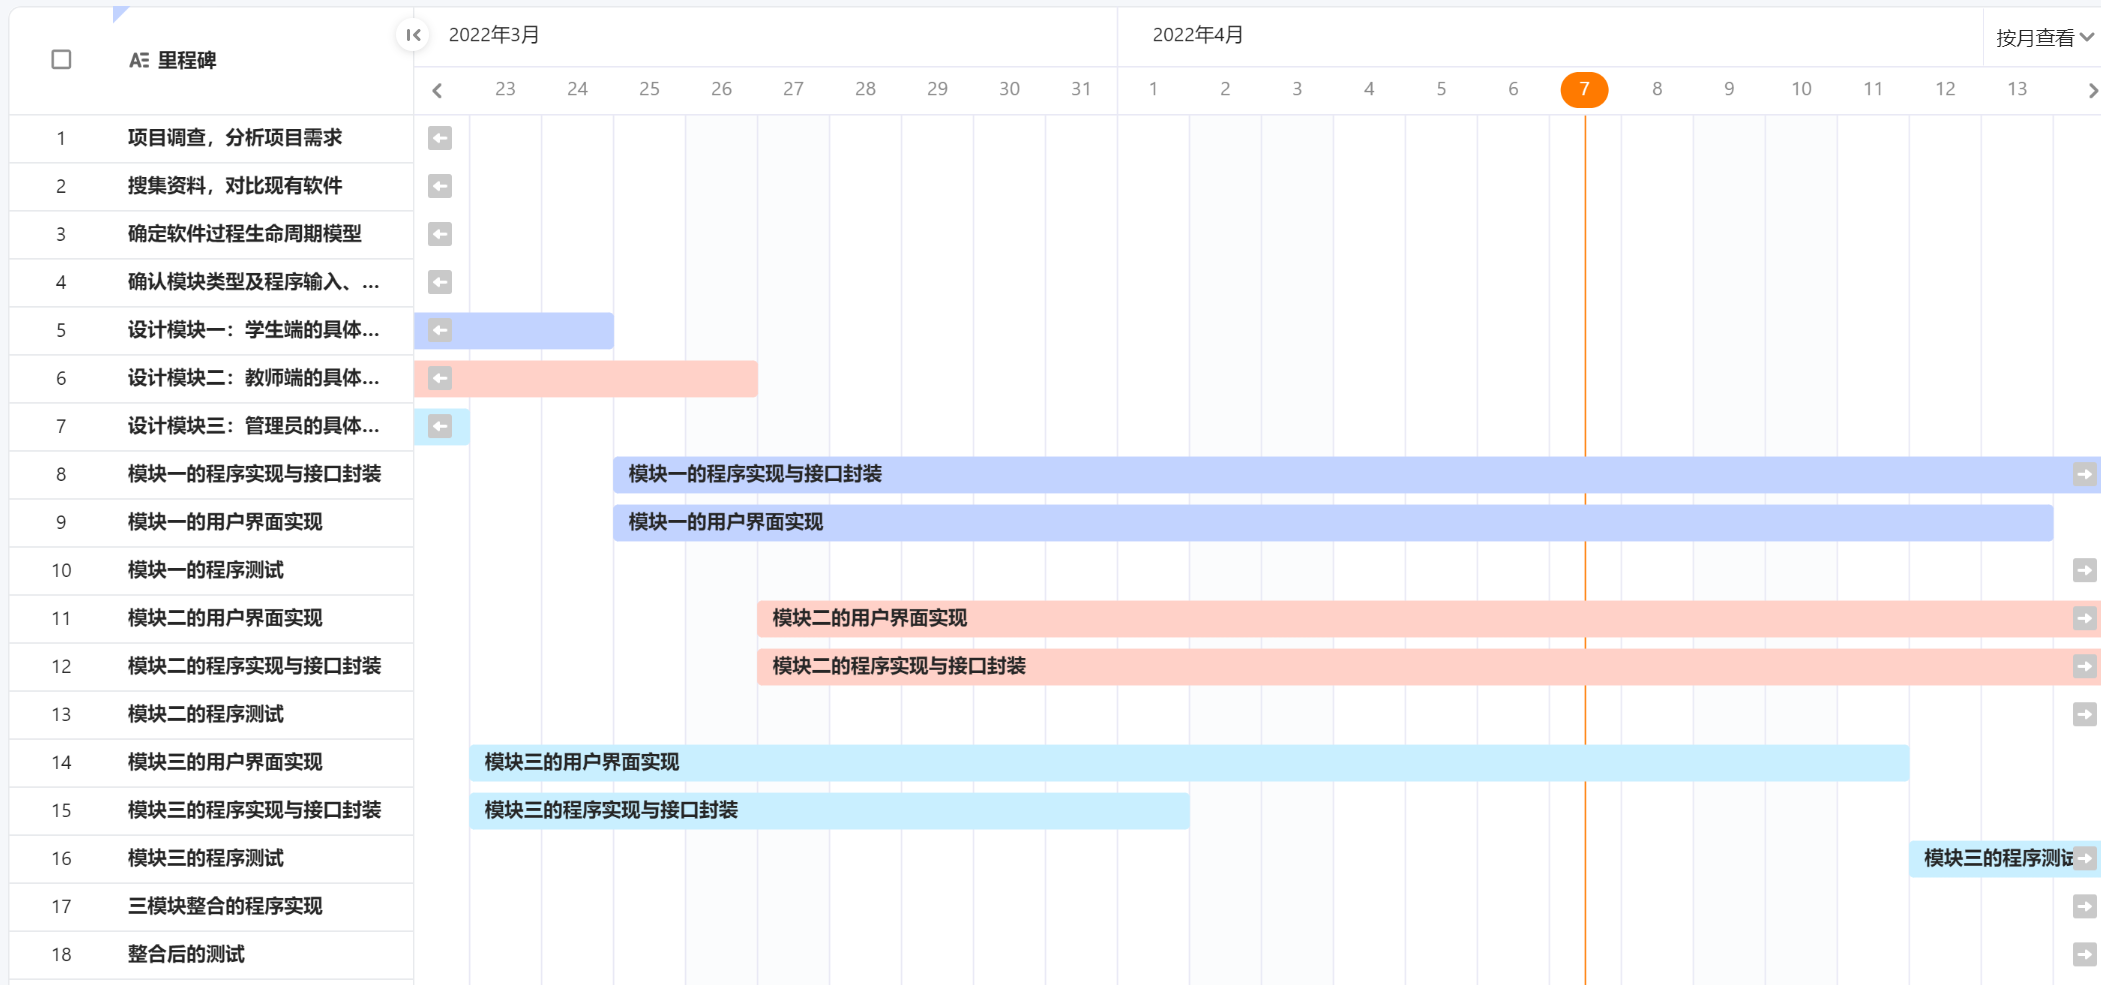 里程碑
2022年3月
2022年4月
按月查看
23 24 25 26 27 28 29 30 31 1 2 3 4 5 6 7 8 9 10 11 12 13
1 项目调查，分析项目需求
2 搜集资料，对比现有软件
3 确定软件过程生命周期模型
4 确认模块类型及程序输入、...
5 设计模块一：学生端的具体...
6 设计模块二：教师端的具体...
7 设计模块三：管理员的具体...
8 模块一的程序实现与接口封装 模块一的程序实现与接口封装
9 模块一的用户界面实现 模块一的用户界面实现
10 模块一的程序测试
11 模块二的用户界面实现 模块二的用户界面实现
12 模块二的程序实现与接口封装 模块二的程序实现与接口封装
13 模块二的程序测试
14 模块三的用户界面实现 模块三的用户界面实现
15 模块三的程序实现与接口封装 模块三的程序实现与接口封装
16 模块三的程序测试 模块三的程序测试
17 三模块整合的程序实现
18 整合后的测试